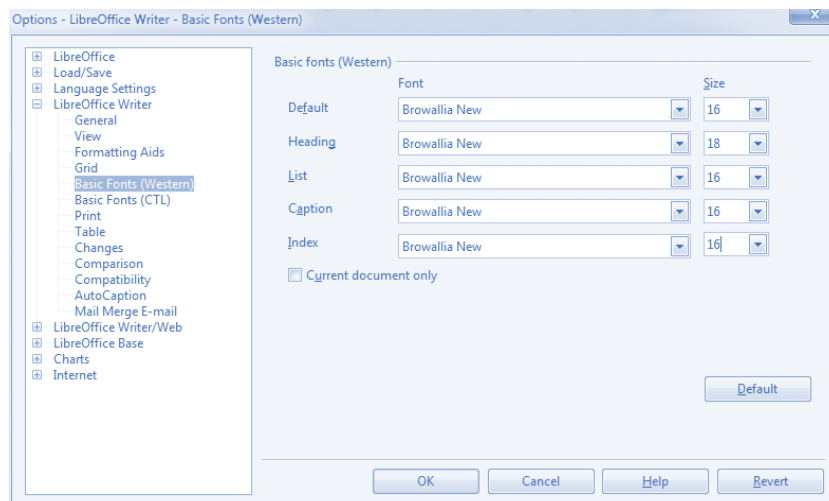 Options - LibreOffice Writer - Basic Fonts (Western)
LibreOffice
Load/Save
Language Settings
LibreOffice Writer
General
View
Formatting Aids
Grid
Basic Fonts (Western)
Basic Fonts (CTL)
Print
Table
Changes
Comparison
Compatibility
AutoCaption
Mail Merge E-mail
LibreOffice Writer/Web
LibreOffice Base
Charts
Internet
Basic fonts (Western)
Font Size
Default Browallia New 16
Heading Browallia New 18
List Browallia New 16
Caption Browallia New 16
Index Browallia New 16
Current document only
Default
OK Cancel Help Revert